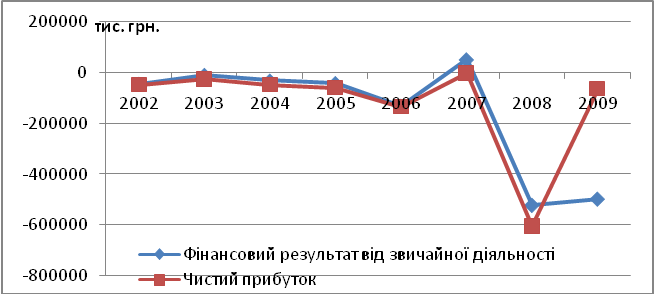 200000
тис. грн.
0
2002 2003 2004 2005 2006 2007 2008 2009
-200000
-400000
-600000
Фінансовий результат від звичайної діяльності
Чистий прибуток
-800000